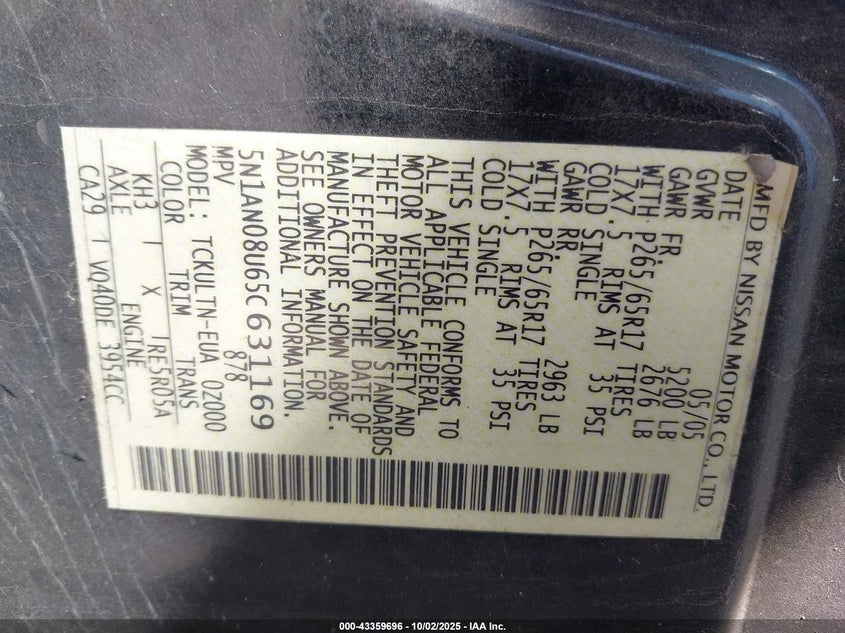 MFD BY NISSAN MOTOR CO., LTD.
DATE 05/05
GVWR 5200 LB
GAWR FR 2676 LB
WITH P265/65R17 TIRES
17X7.5 RIMS AT 35 PSI
COLD SINGLE
GAWR RR 2963 LB
WITH P265/65R17 TIRES
17X7.5 RIMS AT 35 PSI
COLD SINGLE
THIS VEHICLE CONFORMS TO
ALL APPLICABLE FEDERAL
MOTOR VEHICLE SAFETY AND
THEFT PREVENTION STANDARDS
IN EFFECT ON THE DATE OF
MANUFACTURE SHOWN ABOVE.
SEE OWNERS MANUAL FOR
ADDITIONAL INFORMATION.
5N1AN08U65C631169
MPV 878
MODEL: TCKULTN-EUA OZ000
COLOR TRIM TRANS
KH3 | X |RE5R05A
AXLE ENGINE
CA29 | VQ40DE 3954CC
000-43359696 - 10/02/2025 - IAA Inc.